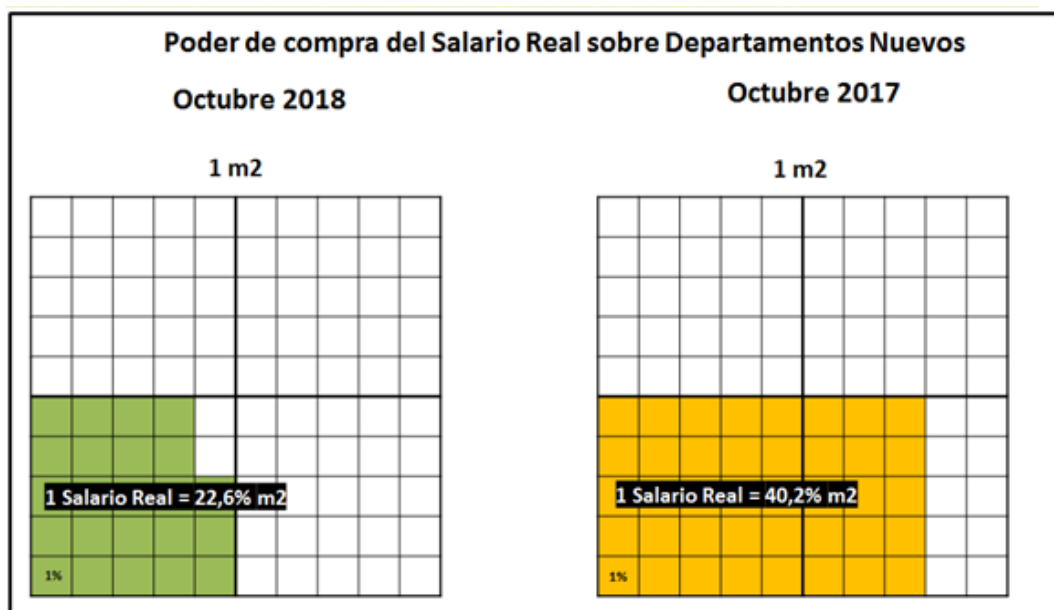 Poder de compra del Salario Real sobre Departamentos Nuevos
Octubre 2018
Octubre 2017
1 m2
1 m2
1 Salario Real = 22,6% m2
1 Salario Real = 40,2% m2
1%
1%